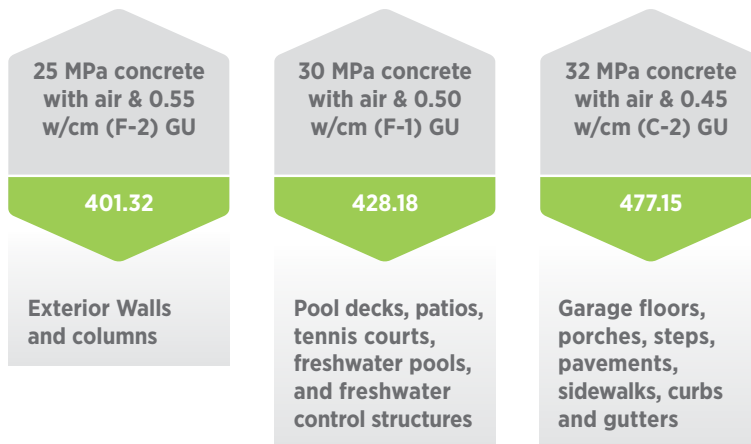 25 MPa concrete
with air & 0.55
w/cm (F-2) GU
401.32
Exterior Walls
and columns
30 MPa concrete
with air & 0.50
w/cm (F-1) GU
428.18
Pool decks, patios,
tennis courts,
freshwater pools,
and freshwater
control structures
32 MPa concrete
with air & 0.45
w/cm (C-2) GU
477.15
Garage floors,
porches, steps,
pavements,
sidewalks, curbs
and gutters